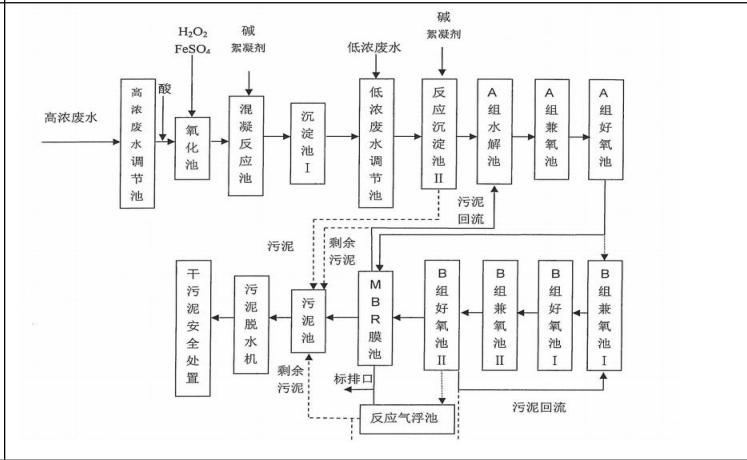 H₂O₂
FeSO₄
碱
絮凝剂
低浓废水
碱
絮凝剂
高浓废水
高浓废水调节池
酸
氧化池
混凝反应池
沉淀池I
低浓废水调节池
反应沉淀池II
A组水解池
A组兼氧池
A组好氧池
污泥
回流
污泥
剩余
污泥
干污泥安全处置
污泥脱水机
污泥池
MBR膜池
B组好氧池II
B组兼氧池II
B组好氧池I
B组兼氧池I
剩余
污泥
标排口
反应气浮池
污泥回流